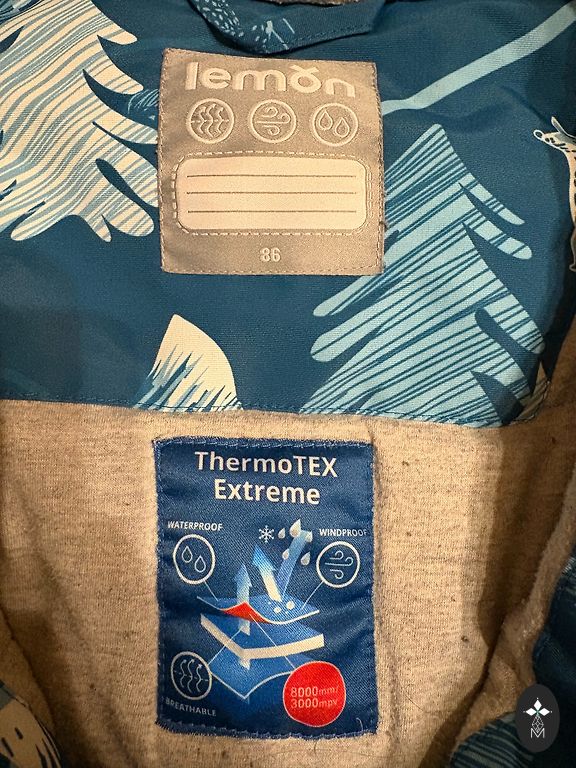 lemon
86
ThermoTEX
Extreme
WATERPROOF
WINDPROOF
BREATHABLE
8000mm/
3000mpv
M